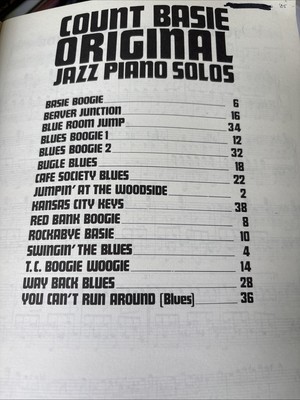 COUNT BASIE
ORIGINAL
JAZZ PIANO SOLOS
BASIE BOOGIE 6
BEAVER JUNCTION 16
BLUE ROOM JUMP 34
BLUES BOOGIE 1 12
BLUES BOOGIE 2 32
BUGLE BLUES 18
CAFE SOCIETY BLUES 22
JUMPIN' AT THE WOODSIDE 2
KANSAS CITY KEYS 38
RED BANK BOOGIE 8
ROCKABYE BASIE 10
SWINGIN' THE BLUES 4
T.C. BOOGIE WOOGIE 14
WAY BACK BLUES 28
YOU CAN'T RUN AROUND (Blues) 36